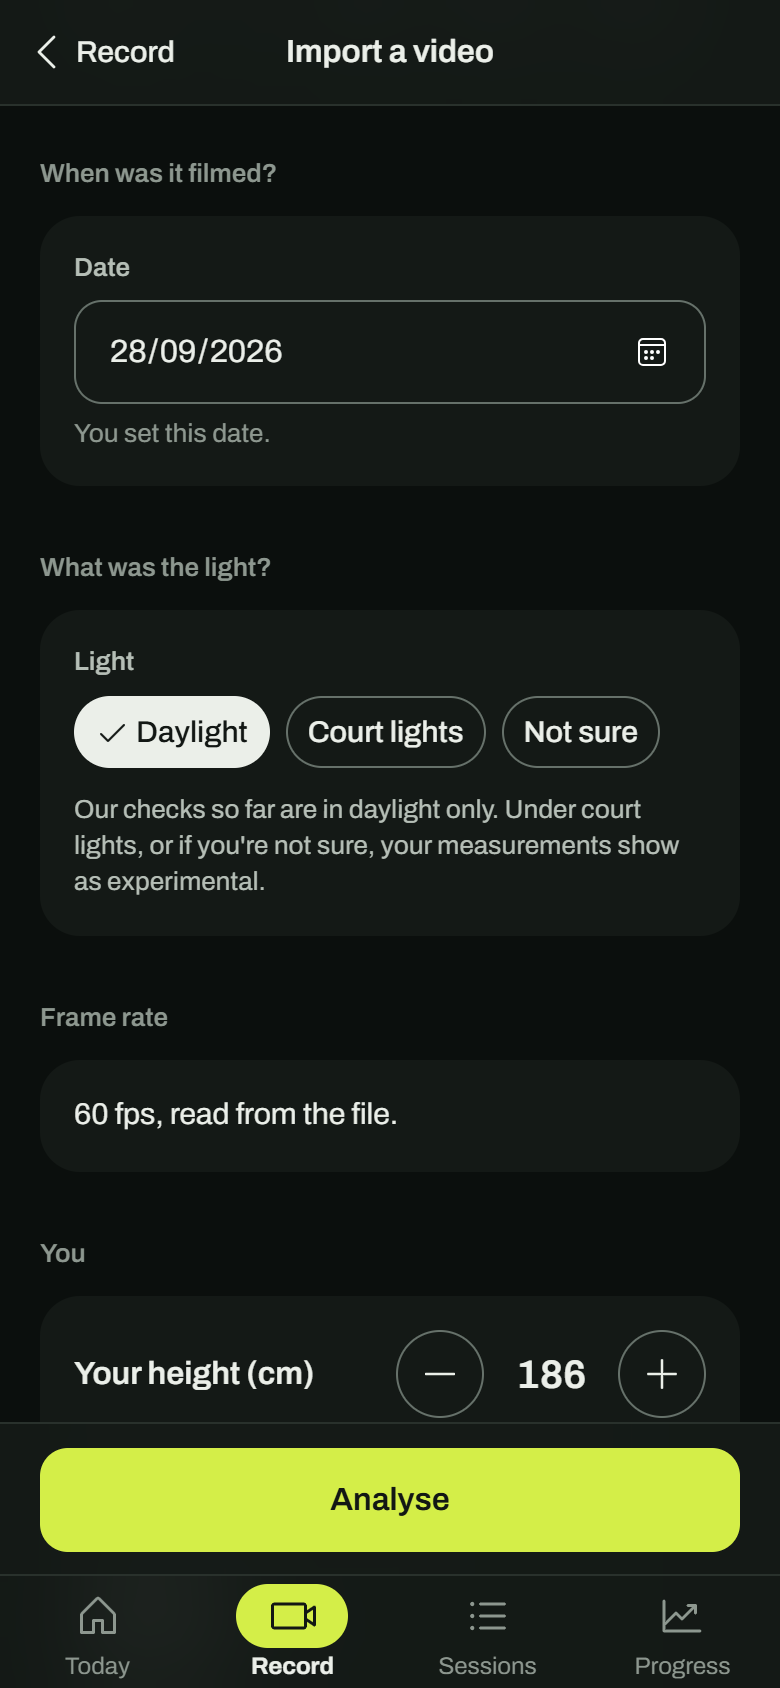 Record
Import a video
When was it filmed?
Date
28/09/2026
You set this date.
What was the light?
Light
Daylight
Court lights
Not sure
Our checks so far are in daylight only. Under court
lights, or if you're not sure, your measurements show
as experimental.
Frame rate
60 fps, read from the file.
You
Your height (cm)
186
Analyse
Today
Record
Sessions
Progress